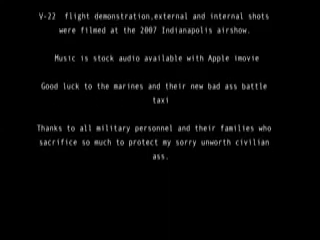 V-22 flight demonstration,external and internal shots
were filmed at the 2007 Indianapolis airshow.
Music is stock audio available with Apple imovie
Good luck to the marines and their new bad ass battle
taxi
Thanks to all military personnel and their families who
sacrifice so much to protect my sorry unworth civilian
ass.